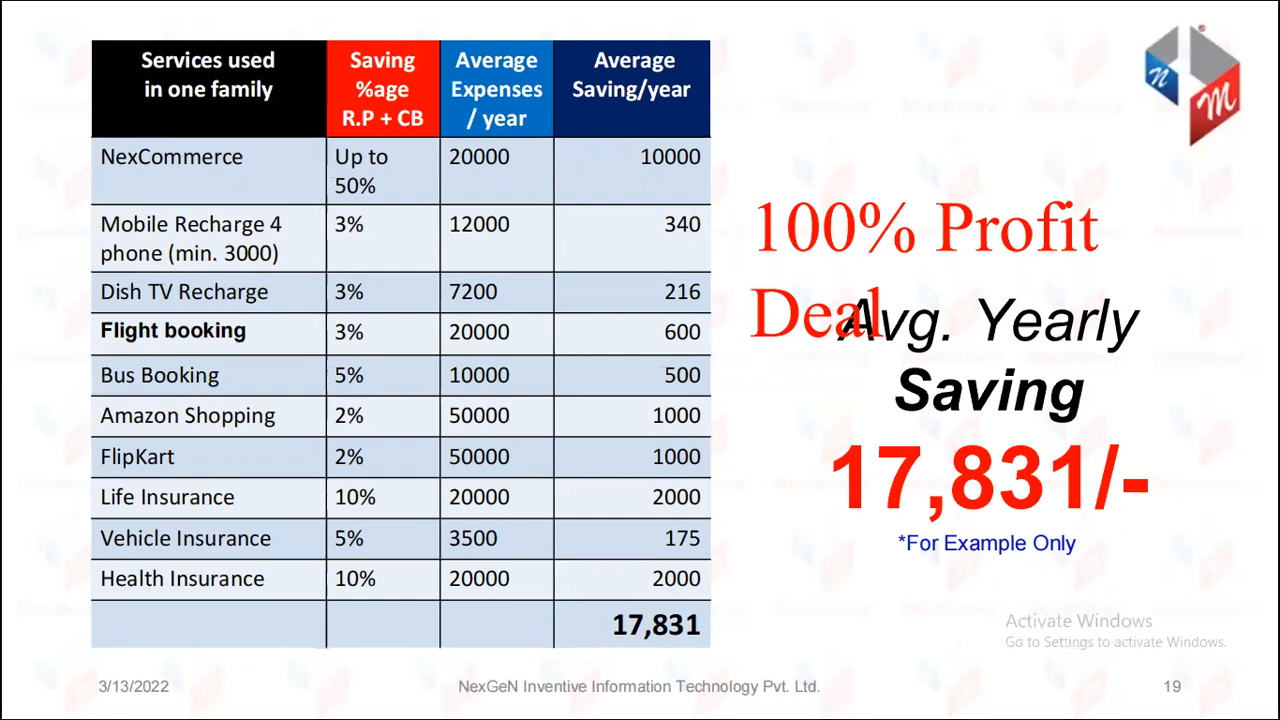 Services used
in one family
Saving
%age
R.P + CB
Average
Expenses
/ year
Average
Saving/year
NexCommerce
Up to
50%
20000
10000
Mobile Recharge 4
phone (min. 3000)
3%
12000
340
Dish TV Recharge
3%
7200
216
Flight booking
3%
20000
600
Bus Booking
5%
10000
500
Amazon Shopping
2%
50000
1000
FlipKart
2%
50000
1000
Life Insurance
10%
20000
2000
Vehicle Insurance
5%
3500
175
Health Insurance
10%
20000
2000
17,831
n
m
100% Profit
Deal
Avg. Yearly
Saving
17,831/-
*For Example Only
Activate Windows
Go to Settings to activate Windows.
3/13/2022
NexGeN Inventive Information Technology Pvt. Ltd.
19